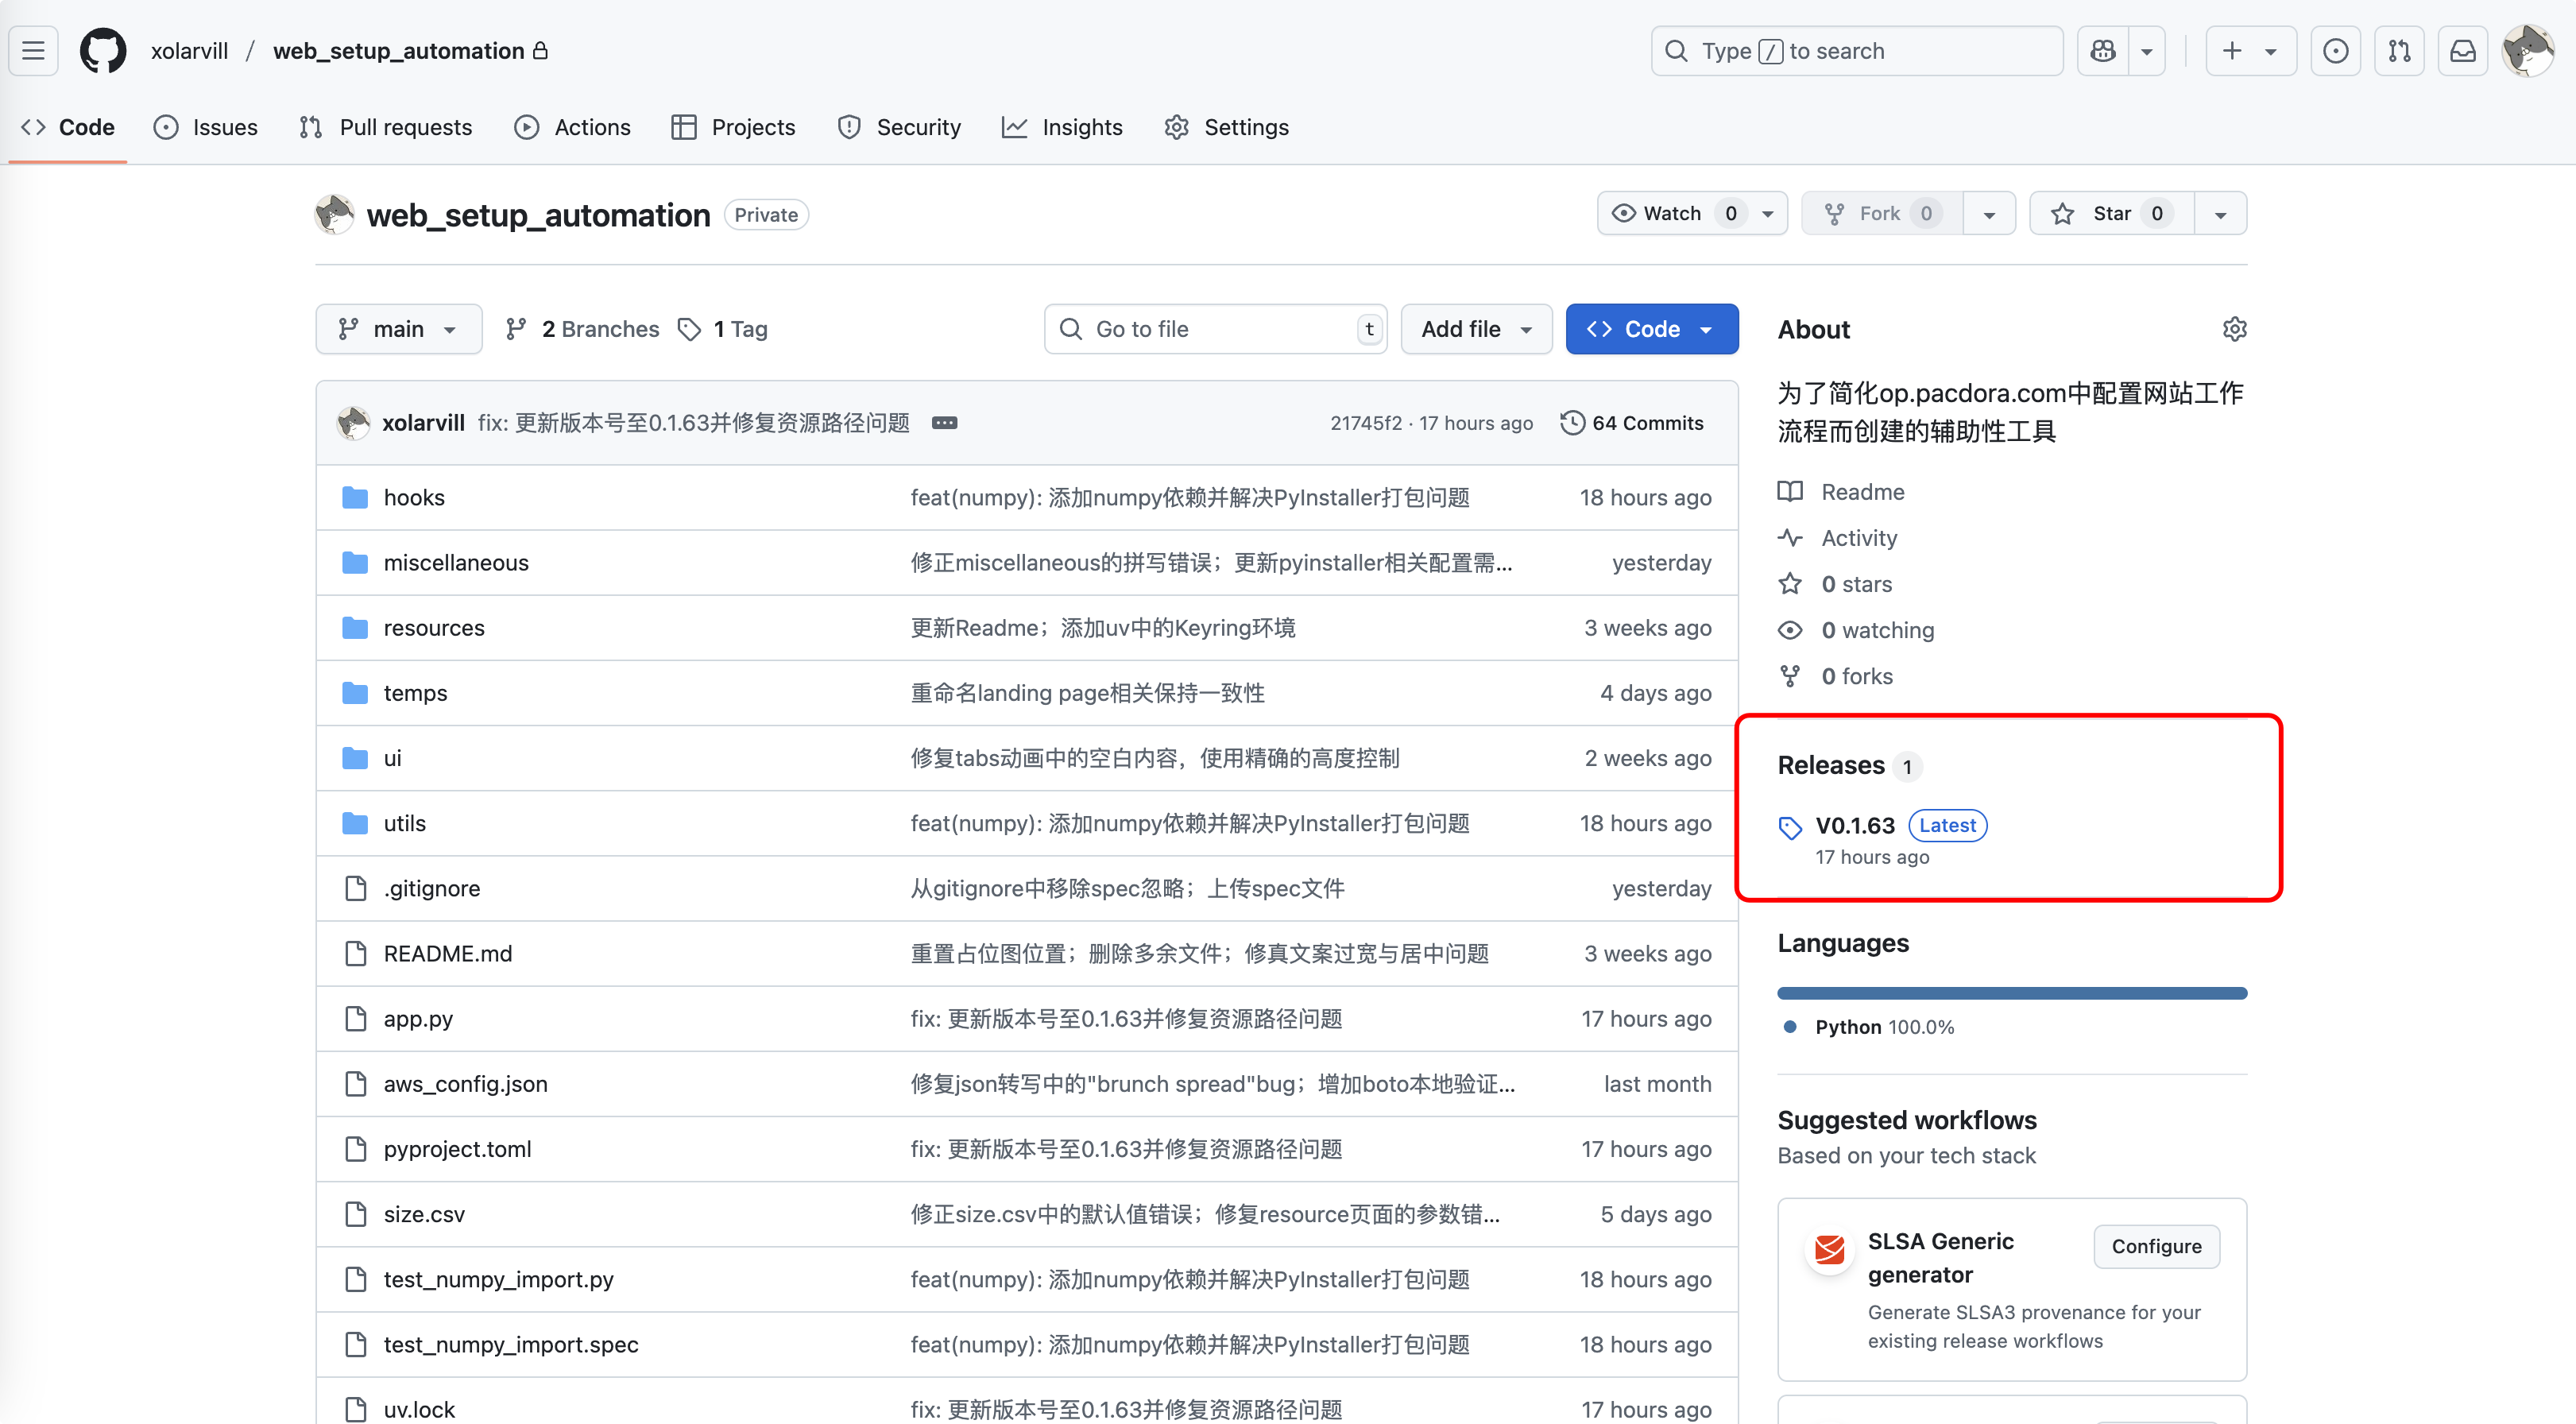 xolarvill / web_setup_automation
Type / to search
Code
Issues
Pull requests
Actions
Projects
Security
Insights
Settings
web_setup_automation Private
Watch 0
Fork 0
Star 0
main
2 Branches
1 Tag
Go to file t
Add file
Code
xolarvill fix: 更新版本号至0.1.63并修复资源路径问题
21745f2 · 17 hours ago
64 Commits
hooks feat(numpy): 添加numpy依赖并解决PyInstaller打包问题 18 hours ago
miscellaneous 修正miscellaneous的拼写错误；更新pyinstaller相关配置需... yesterday
resources 更新Readme；添加uv中的Keyring环境 3 weeks ago
temps 重命名landing page相关保持一致性 4 days ago
ui 修复tabs动画中的空白内容，使用精确的高度控制 2 weeks ago
utils feat(numpy): 添加numpy依赖并解决PyInstaller打包问题 18 hours ago
.gitignore 从gitignore中移除spec忽略；上传spec文件 yesterday
README.md 重置占位图位置；删除多余文件；修真文案过宽与居中问题 3 weeks ago
app.py fix: 更新版本号至0.1.63并修复资源路径问题 17 hours ago
aws_config.json 修复json转写中的"brunch spread"bug；增加boto本地验证... last month
pyproject.toml fix: 更新版本号至0.1.63并修复资源路径问题 17 hours ago
size.csv 修正size.csv中的默认值错误；修复resource页面的参数错... 5 days ago
test_numpy_import.py feat(numpy): 添加numpy依赖并解决PyInstaller打包问题 18 hours ago
test_numpy_import.spec feat(numpy): 添加numpy依赖并解决PyInstaller打包问题 18 hours ago
uv.lock fix: 更新版本号至0.1.63并修复资源路径问题 17 hours ago
About
为了简化op.pacdora.com中配置网站工作
流程而创建的辅助性工具
Readme
Activity
0 stars
0 watching
0 forks
Releases 1
V0.1.63 Latest
17 hours ago
Languages
Python 100.0%
Suggested workflows
Based on your tech stack
SLSA Generic
generator
Configure
Generate SLSA3 provenance for your
existing release workflows